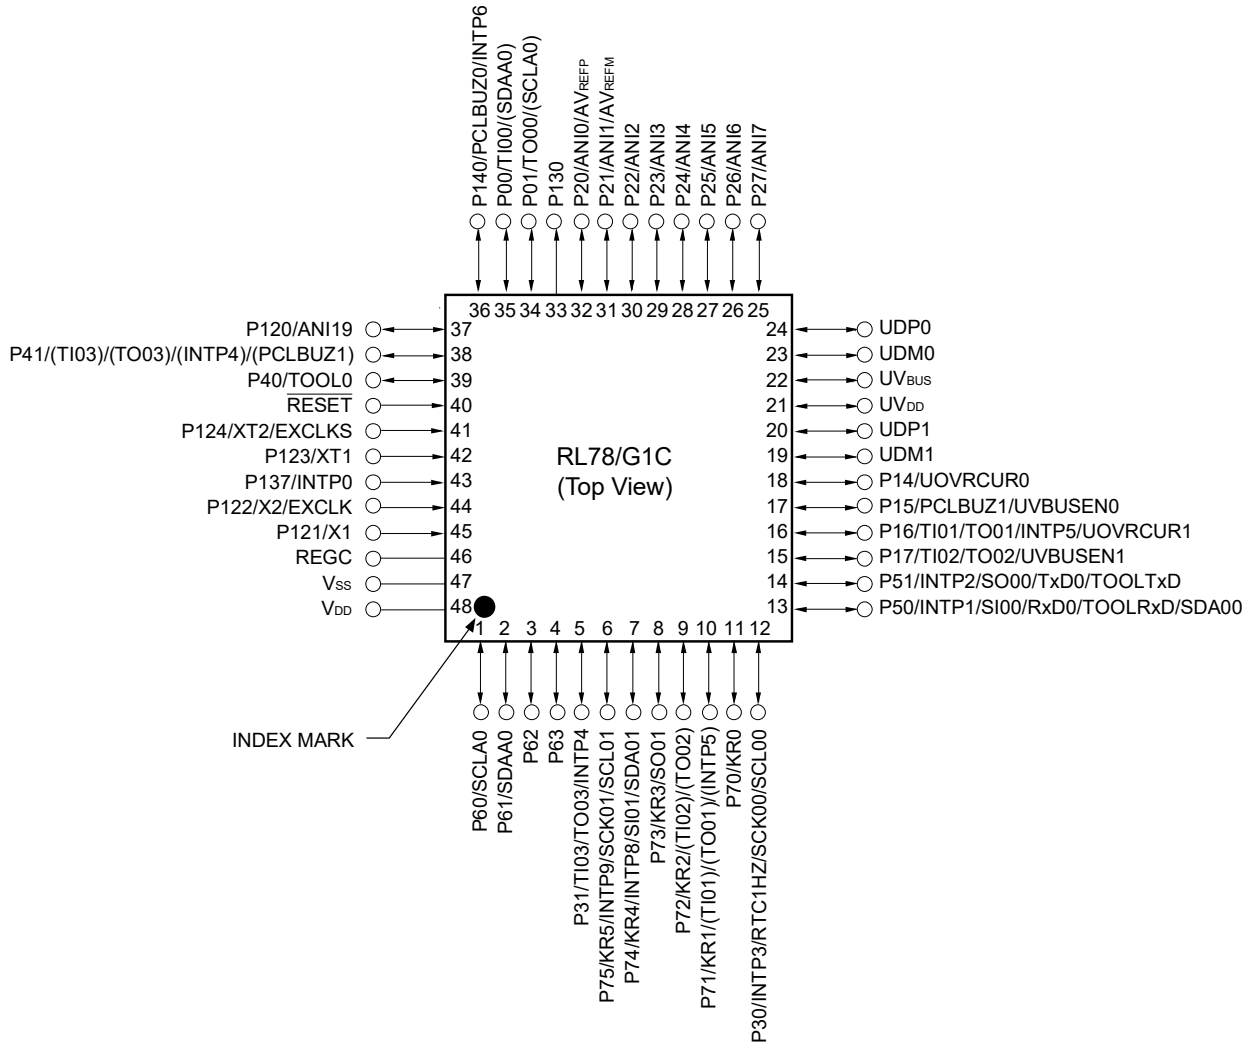 P140/PCLBUZ0/INTP6
P00/TI00/(SDAA0)
P01/TO00/(SCLA0)
P130
P20/ANI0/AVREFP
P21/ANI1/AVREFM
P22/ANI2
P23/ANI3
P24/ANI4
P25/ANI5
P26/ANI6
P27/ANI7
36 35 34 33 32 31 30 29 28 27 26 25
P120/ANI19 37
P41/(TI03)/(TO03)/(INTP4)/(PCLBUZ1) 38
P40/TOOL0 39
RESET 40
P124/XT2/EXCLKS 41
P123/XT1 42
P137/INTP0 43
P122/X2/EXCLK 44
P121/X1 45
REGC 46
VSS 47
VDD 48
RL78/G1C
(Top View)
24 UDP0
23 UDM0
22 UVBUS
21 UVDD
20 UDP1
19 UDM1
18 P14/UOVRCUR0
17 P15/PCLBUZ1/UVBUSEN0
16 P16/TI01/TO01/INTP5/UOVRCUR1
15 P17/TI02/TO02/UVBUSEN1
14 P51/INTP2/SO00/TxD0/TOOLTxD
13 P50/INTP1/SI00/RxD0/TOOLRxD/SDA00
1 2 3 4 5 6 7 8 9 10 11 12
INDEX MARK
P60/SCLA0
P61/SDAA0
P62
P63
P31/TI03/TO03/INTP4
P75/KR5/INTP9/SCK01/SCL01
P74/KR4/INTP8/SI01/SDA01
P73/KR3/SO01
P72/KR2/(TI02)/(TO02)
P71/KR1/(TI01)/(TO01)/(INTP5)
P70/KR0
P30/INTP3/RTC1HZ/SCK00/SCL00